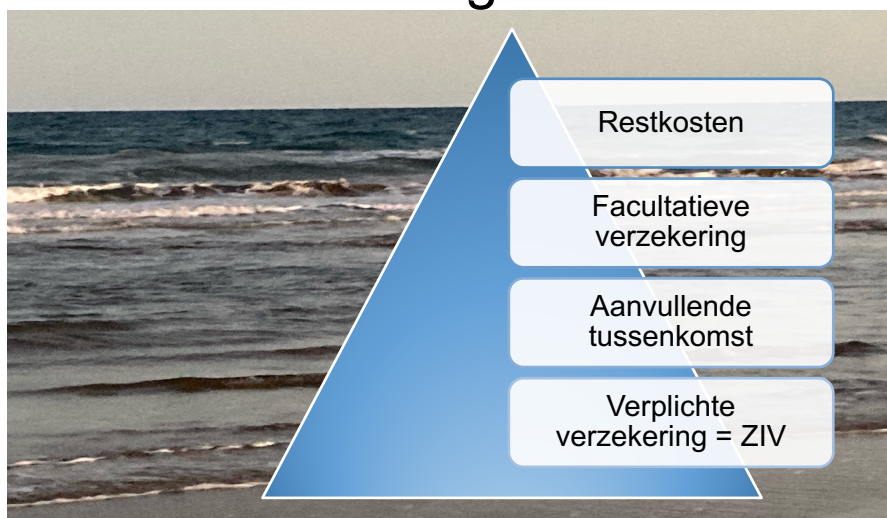 Restkosten
Facultatieve
verzekering
Aanvullende
tussenkomst
Verplichte
verzekering = ZIV